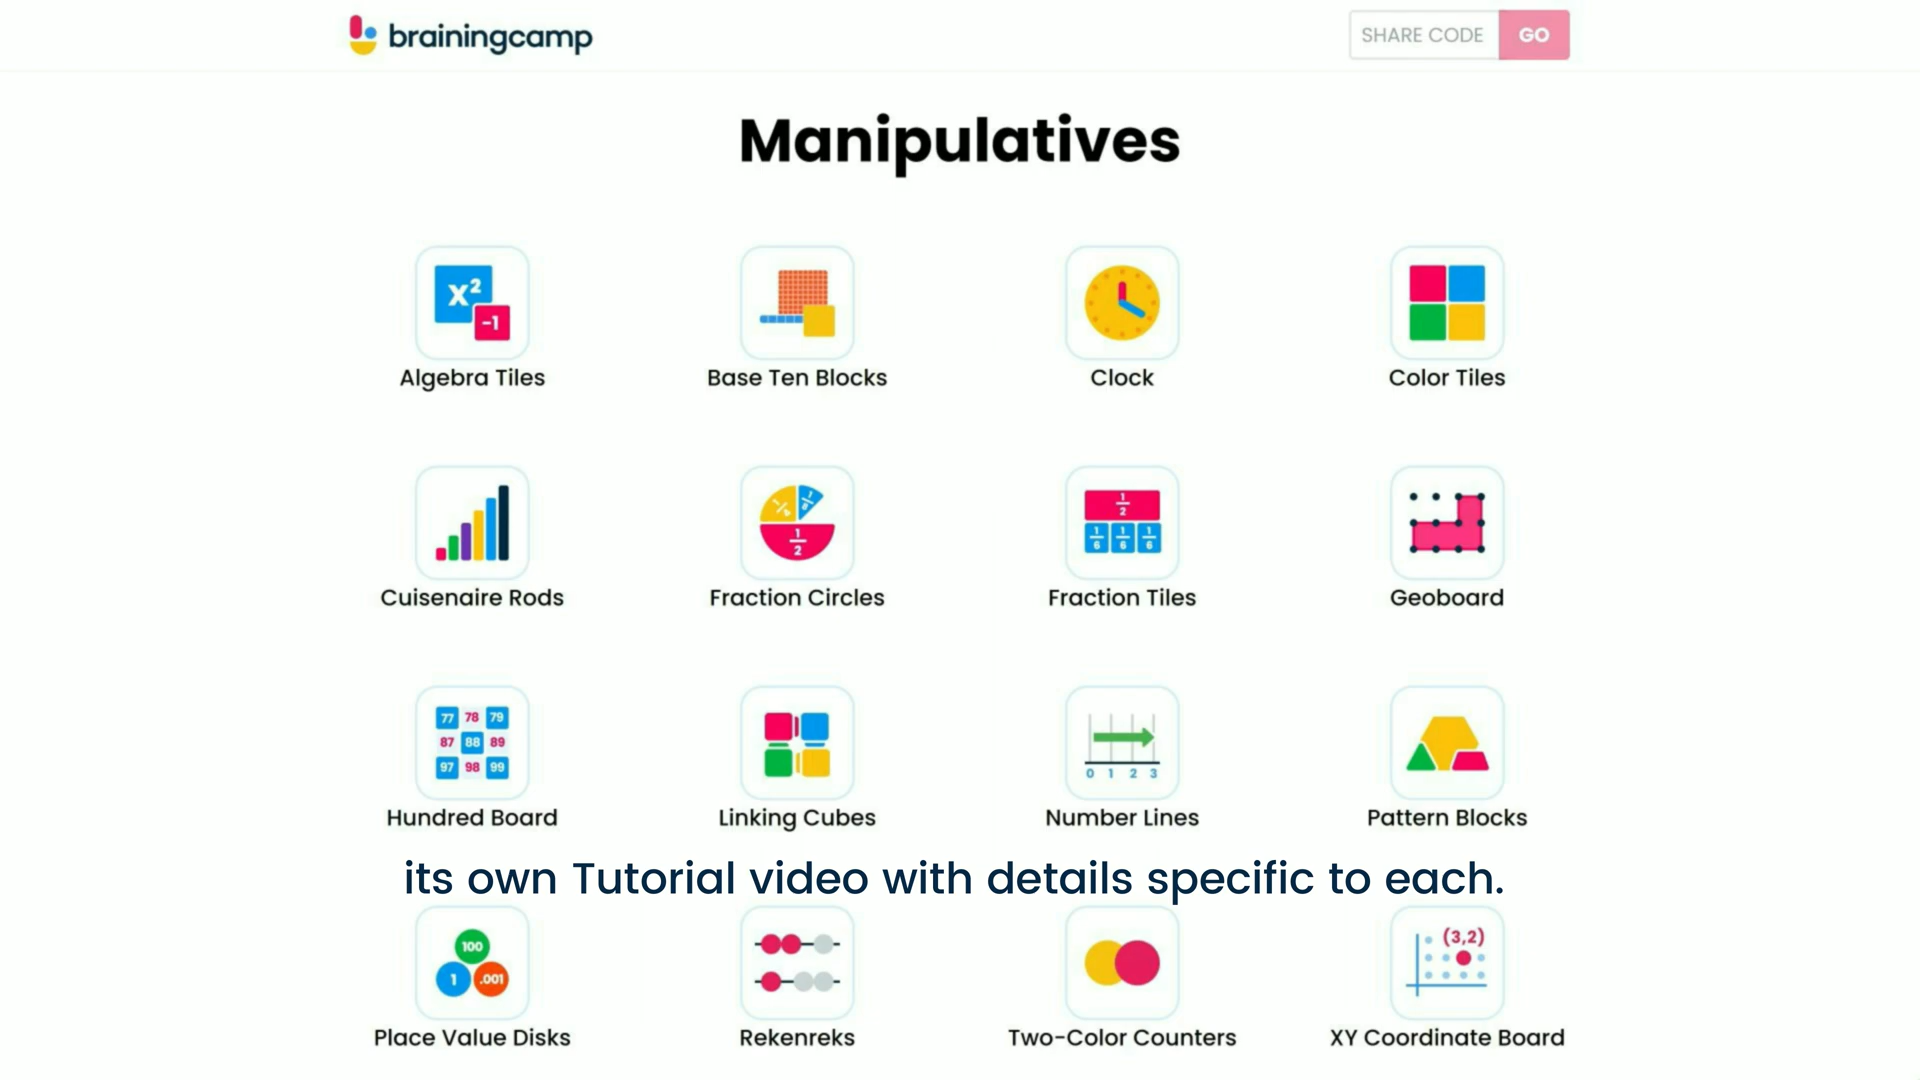 brainingcamp
SHARE CODE GO
Manipulatives
x² -1
Algebra Tiles Base Ten Blocks Clock Color Tiles
1/4 1/8 1/2
1/2
1/6 1/6 1/6
Cuisenaire Rods Fraction Circles Fraction Tiles Geoboard
77 78 79
87 88 89
97 98 99
0 1 2 3
Hundred Board Linking Cubes Number Lines Pattern Blocks
its own Tutorial video with details specific to each.
100
1 .001
(3,2)
Place Value Disks Rekenreks Two-Color Counters XY Coordinate Board